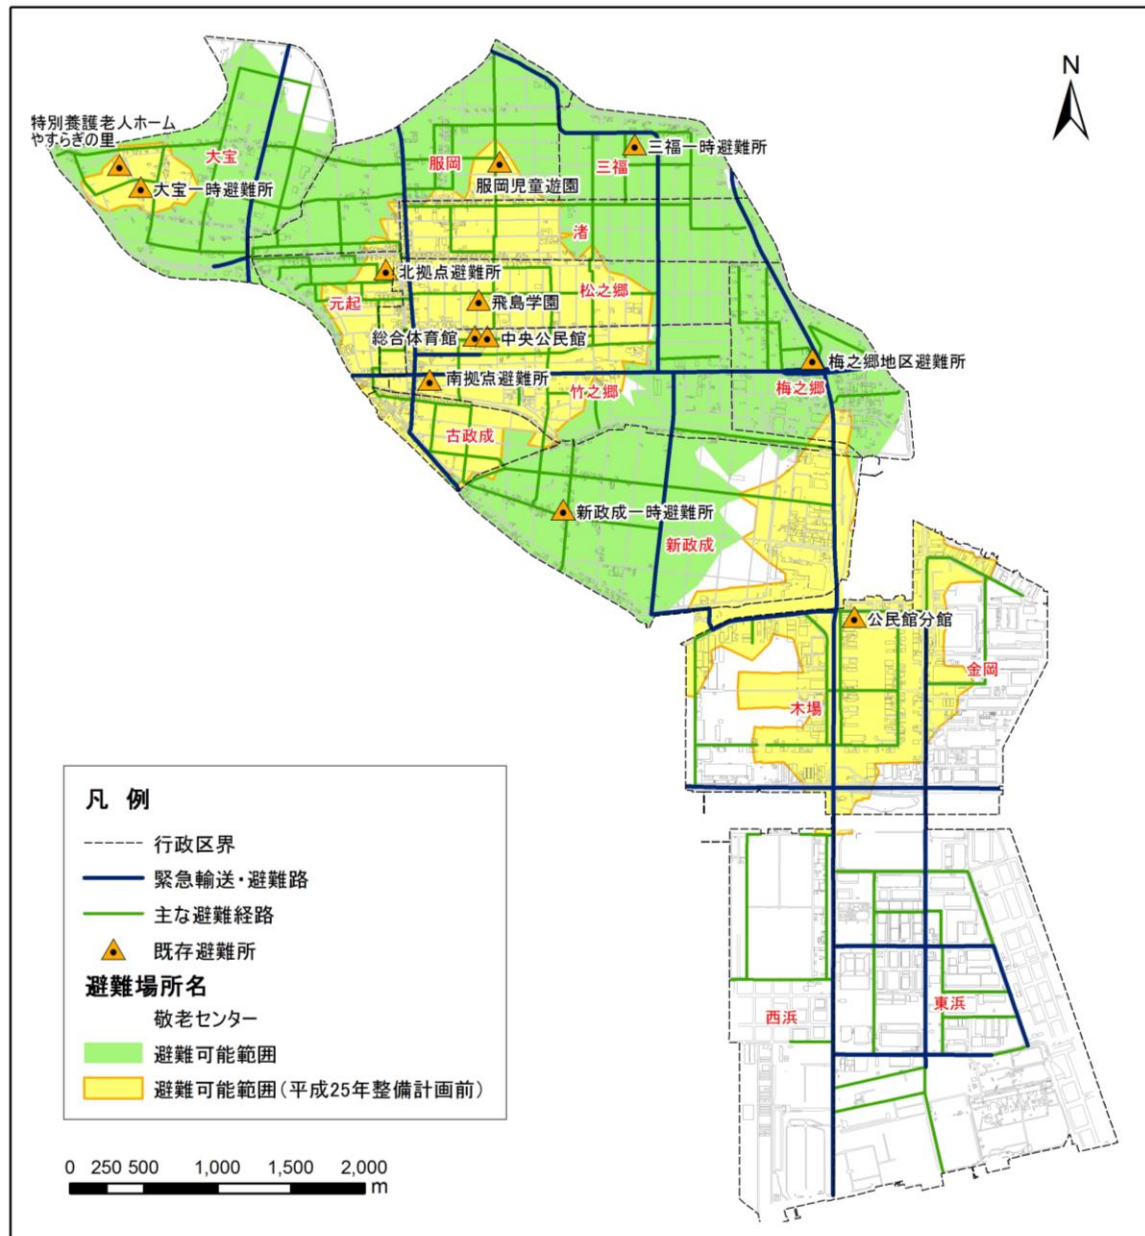 N
特別養護老人ホーム
やすらぎの里
大宝
大宝一時避難所
服岡
服岡児童遊園
三福一時避難所
三福
渚
北拠点避難所
元起
飛島学園
松之郷
総合体育館
中央公民館
南拠点避難所
竹之郷
梅之郷地区避難所
梅之郷
古政成
新政成一時避難所
新政成
公民館分館
金岡
木場
西浜
東浜
凡 例
行政区界
緊急輸送・避難路
主な避難経路
既存避難所
避難場所名
敬老センター
避難可能範囲
避難可能範囲(平成25年整備計画前)
0 250 500 1,000 1,500 2,000
m